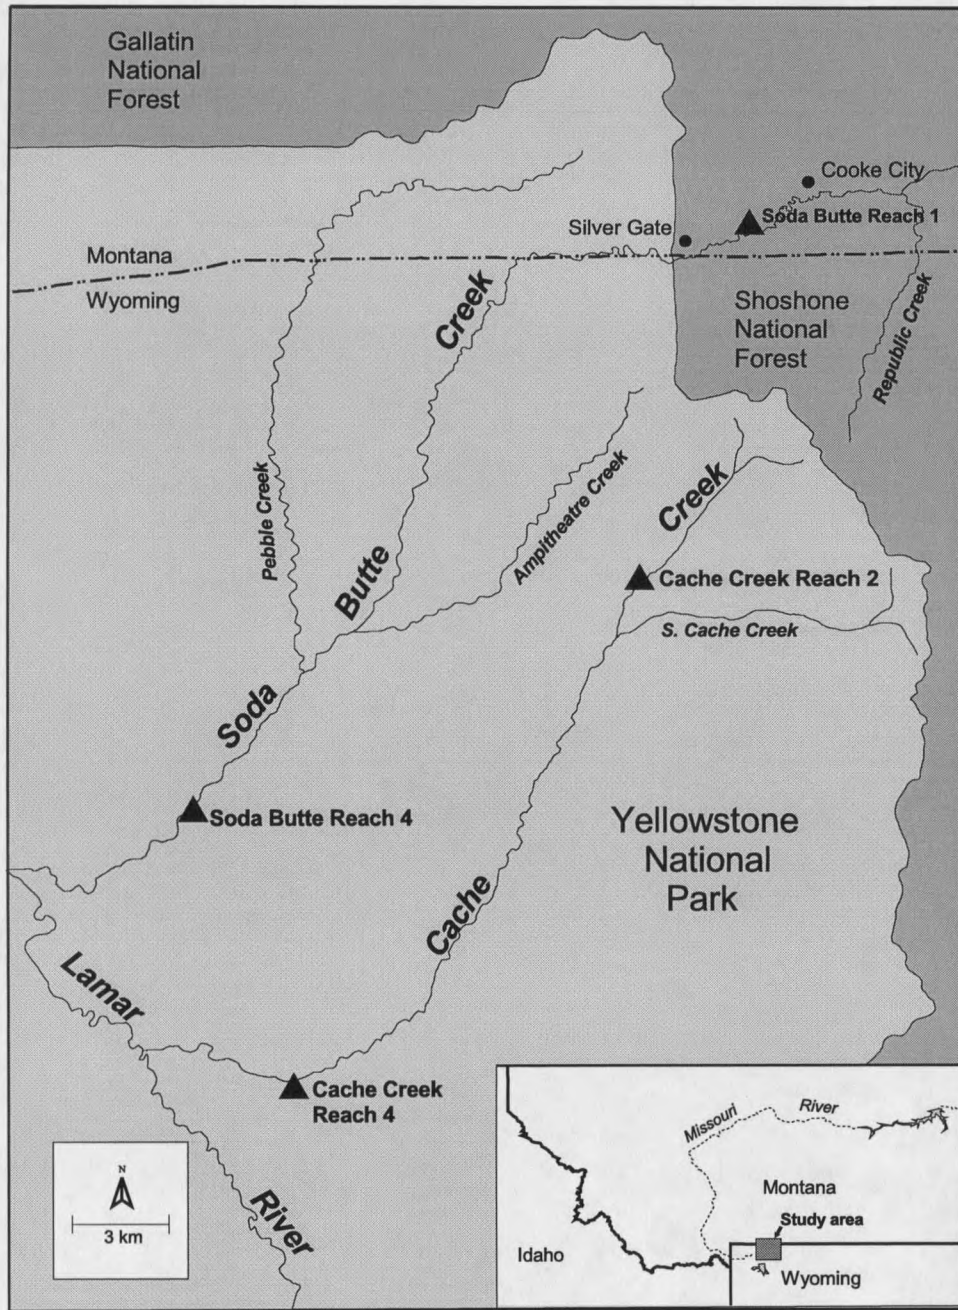 Gallatin
National
Forest
Cooke City
Soda Butte Reach 1
Silver Gate
Montana
Wyoming
Creek
Shoshone
National
Forest
Republic Creek
Pebble Creek
Ampitheatre Creek
Creek
Butte
Cache Creek Reach 2
S. Cache Creek
Soda
Soda Butte Reach 4
Yellowstone
National
Park
Cache
Lamar
Cache Creek
Reach 4
River
N
3 km
Missouri
River
Montana
Study area
Idaho
Wyoming